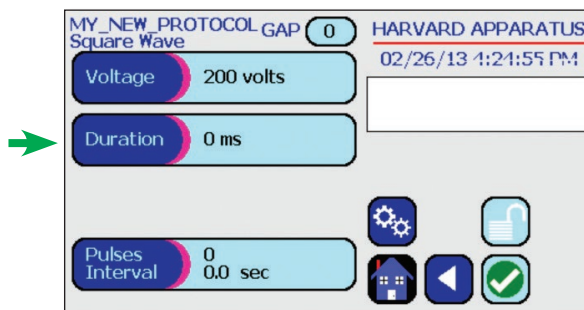 MY_NEW_PROTOCOL GAP 0
Square Wave
HARVARD APPARATUS
02/26/13 4:24:55 PM
Voltage 200 volts
Duration 0 ms
Pulses 0
Interval 0.0 sec